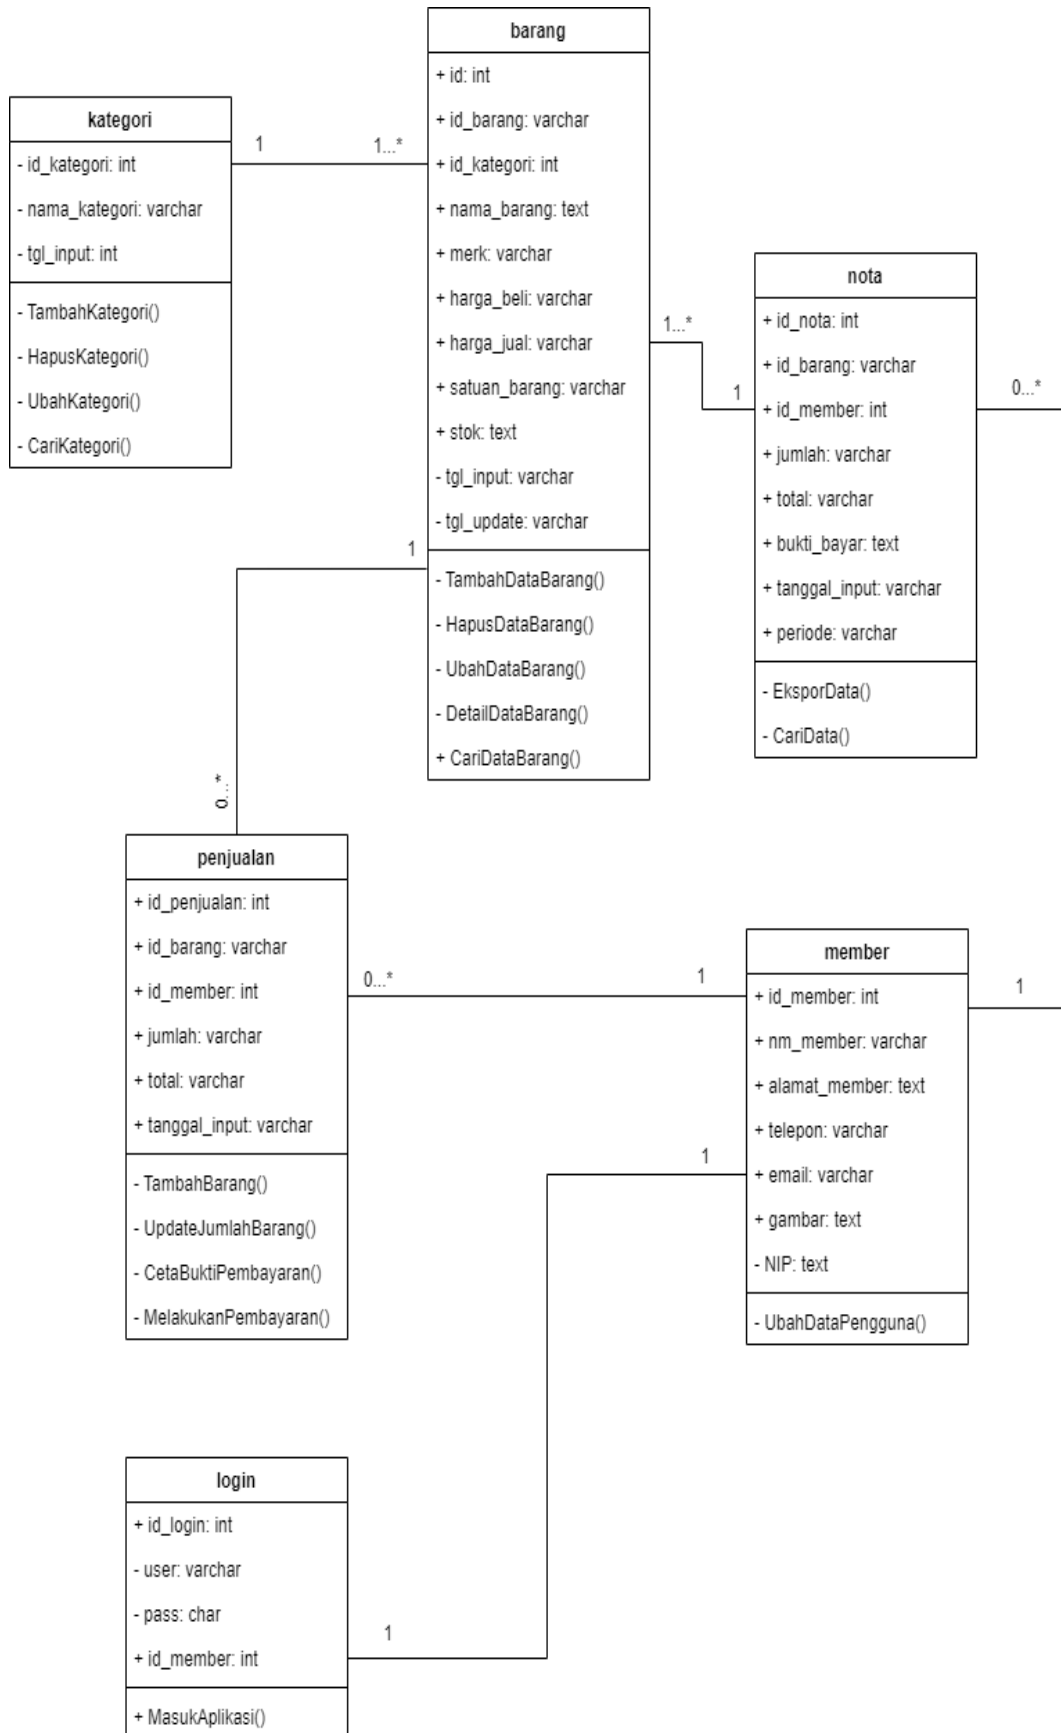 barang
+ id: int
+ id_barang: varchar
+ id_kategori: int
+ nama_barang: text
+ merk: varchar
+ harga_beli: varchar
+ harga_jual: varchar
+ satuan_barang: varchar
+ stok: text
- tgl_input: varchar
- tgl_update: varchar
- TambahDataBarang()
- HapusDataBarang()
- UbahDataBarang()
- DetailDataBarang()
+ CariDataBarang()
kategori
- id_kategori: int
- nama_kategori: varchar
- tgl_input: int
- TambahKategori()
- HapusKategori()
- UbahKategori()
- CariKategori()
1
1...*
nota
+ id_nota: int
+ id_barang: varchar
+ id_member: int
+ jumlah: varchar
+ total: varchar
+ bukti_bayar: text
+ tanggal_input: varchar
+ periode: varchar
- EksporData()
- CariData()
1...*
1
0...*
1
0...*
penjualan
+ id_penjualan: int
+ id_barang: varchar
+ id_member: int
+ jumlah: varchar
+ total: varchar
+ tanggal_input: varchar
- TambahBarang()
- UpdateJumlahBarang()
- CetaBuktiPembayaran()
- MelakukanPembayaran()
0...*
1
member
+ id_member: int
+ nm_member: varchar
+ alamat_member: text
+ telepon: varchar
+ email: varchar
+ gambar: text
- NIP: text
- UbahDataPengguna()
1
1
login
+ id_login: int
- user: varchar
- pass: char
+ id_member: int
+ MasukAplikasi()
1